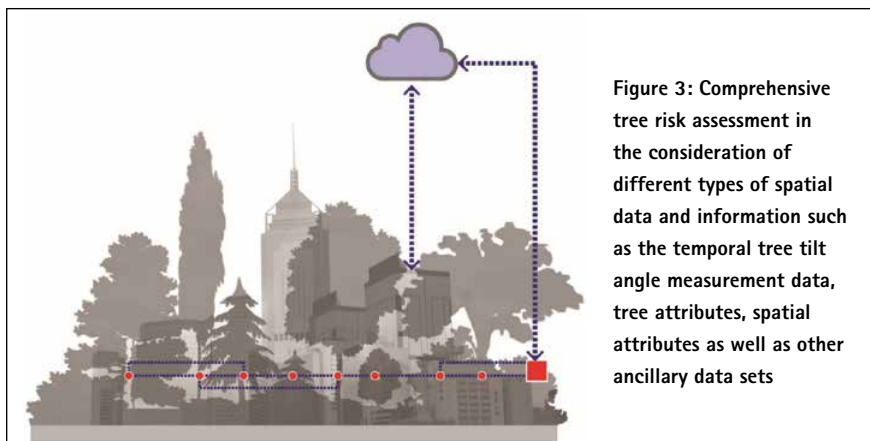 Figure 3: Comprehensive
tree risk assessment in
the consideration of
different types of spatial
data and information such
as the temporal tree tilt
angle measurement data,
tree attributes, spatial
attributes as well as other
ancillary data sets